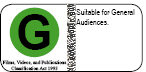 G
Films, Videos, and Publications
Classification Act 1993
Suitable for General
Audiences.